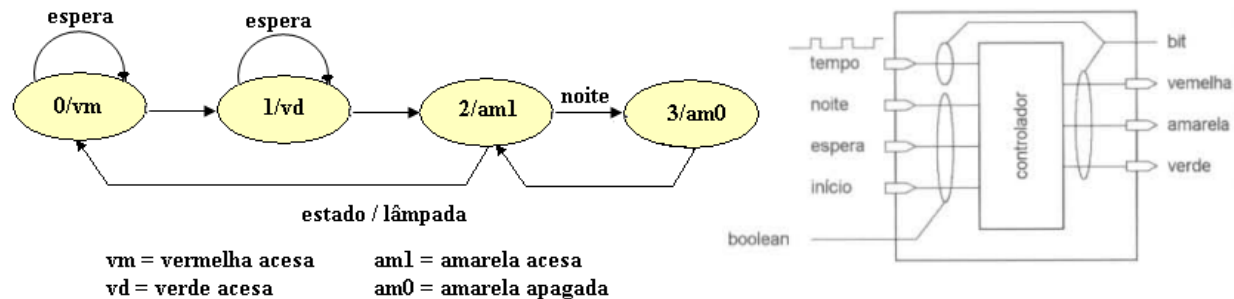 espera
espera
0/vm
1/vd
2/am1
noite
3/am0
estado / lâmpada
vm = vermelha acesa
am1 = amarela acesa
vd = verde acesa
am0 = amarela apagada
tempo
noite
espera
início
boolean
controlador
bit
vemelha
amarela
verde